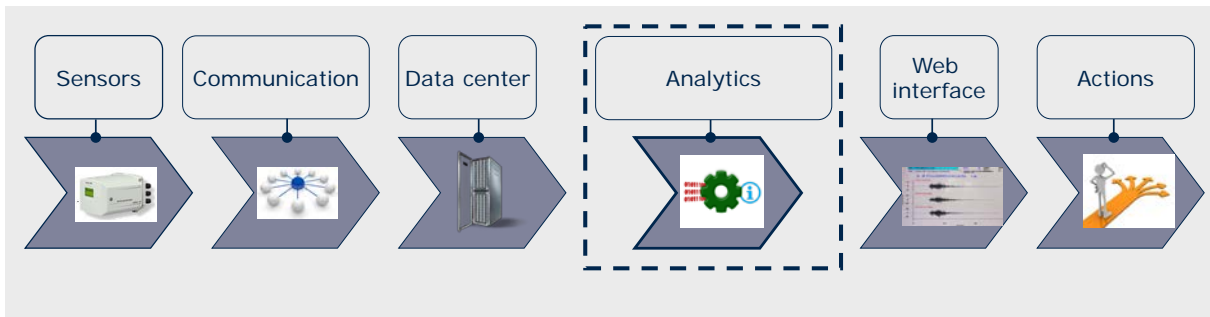 Sensors
Communication
Data center
Analytics
Web
interface
Actions